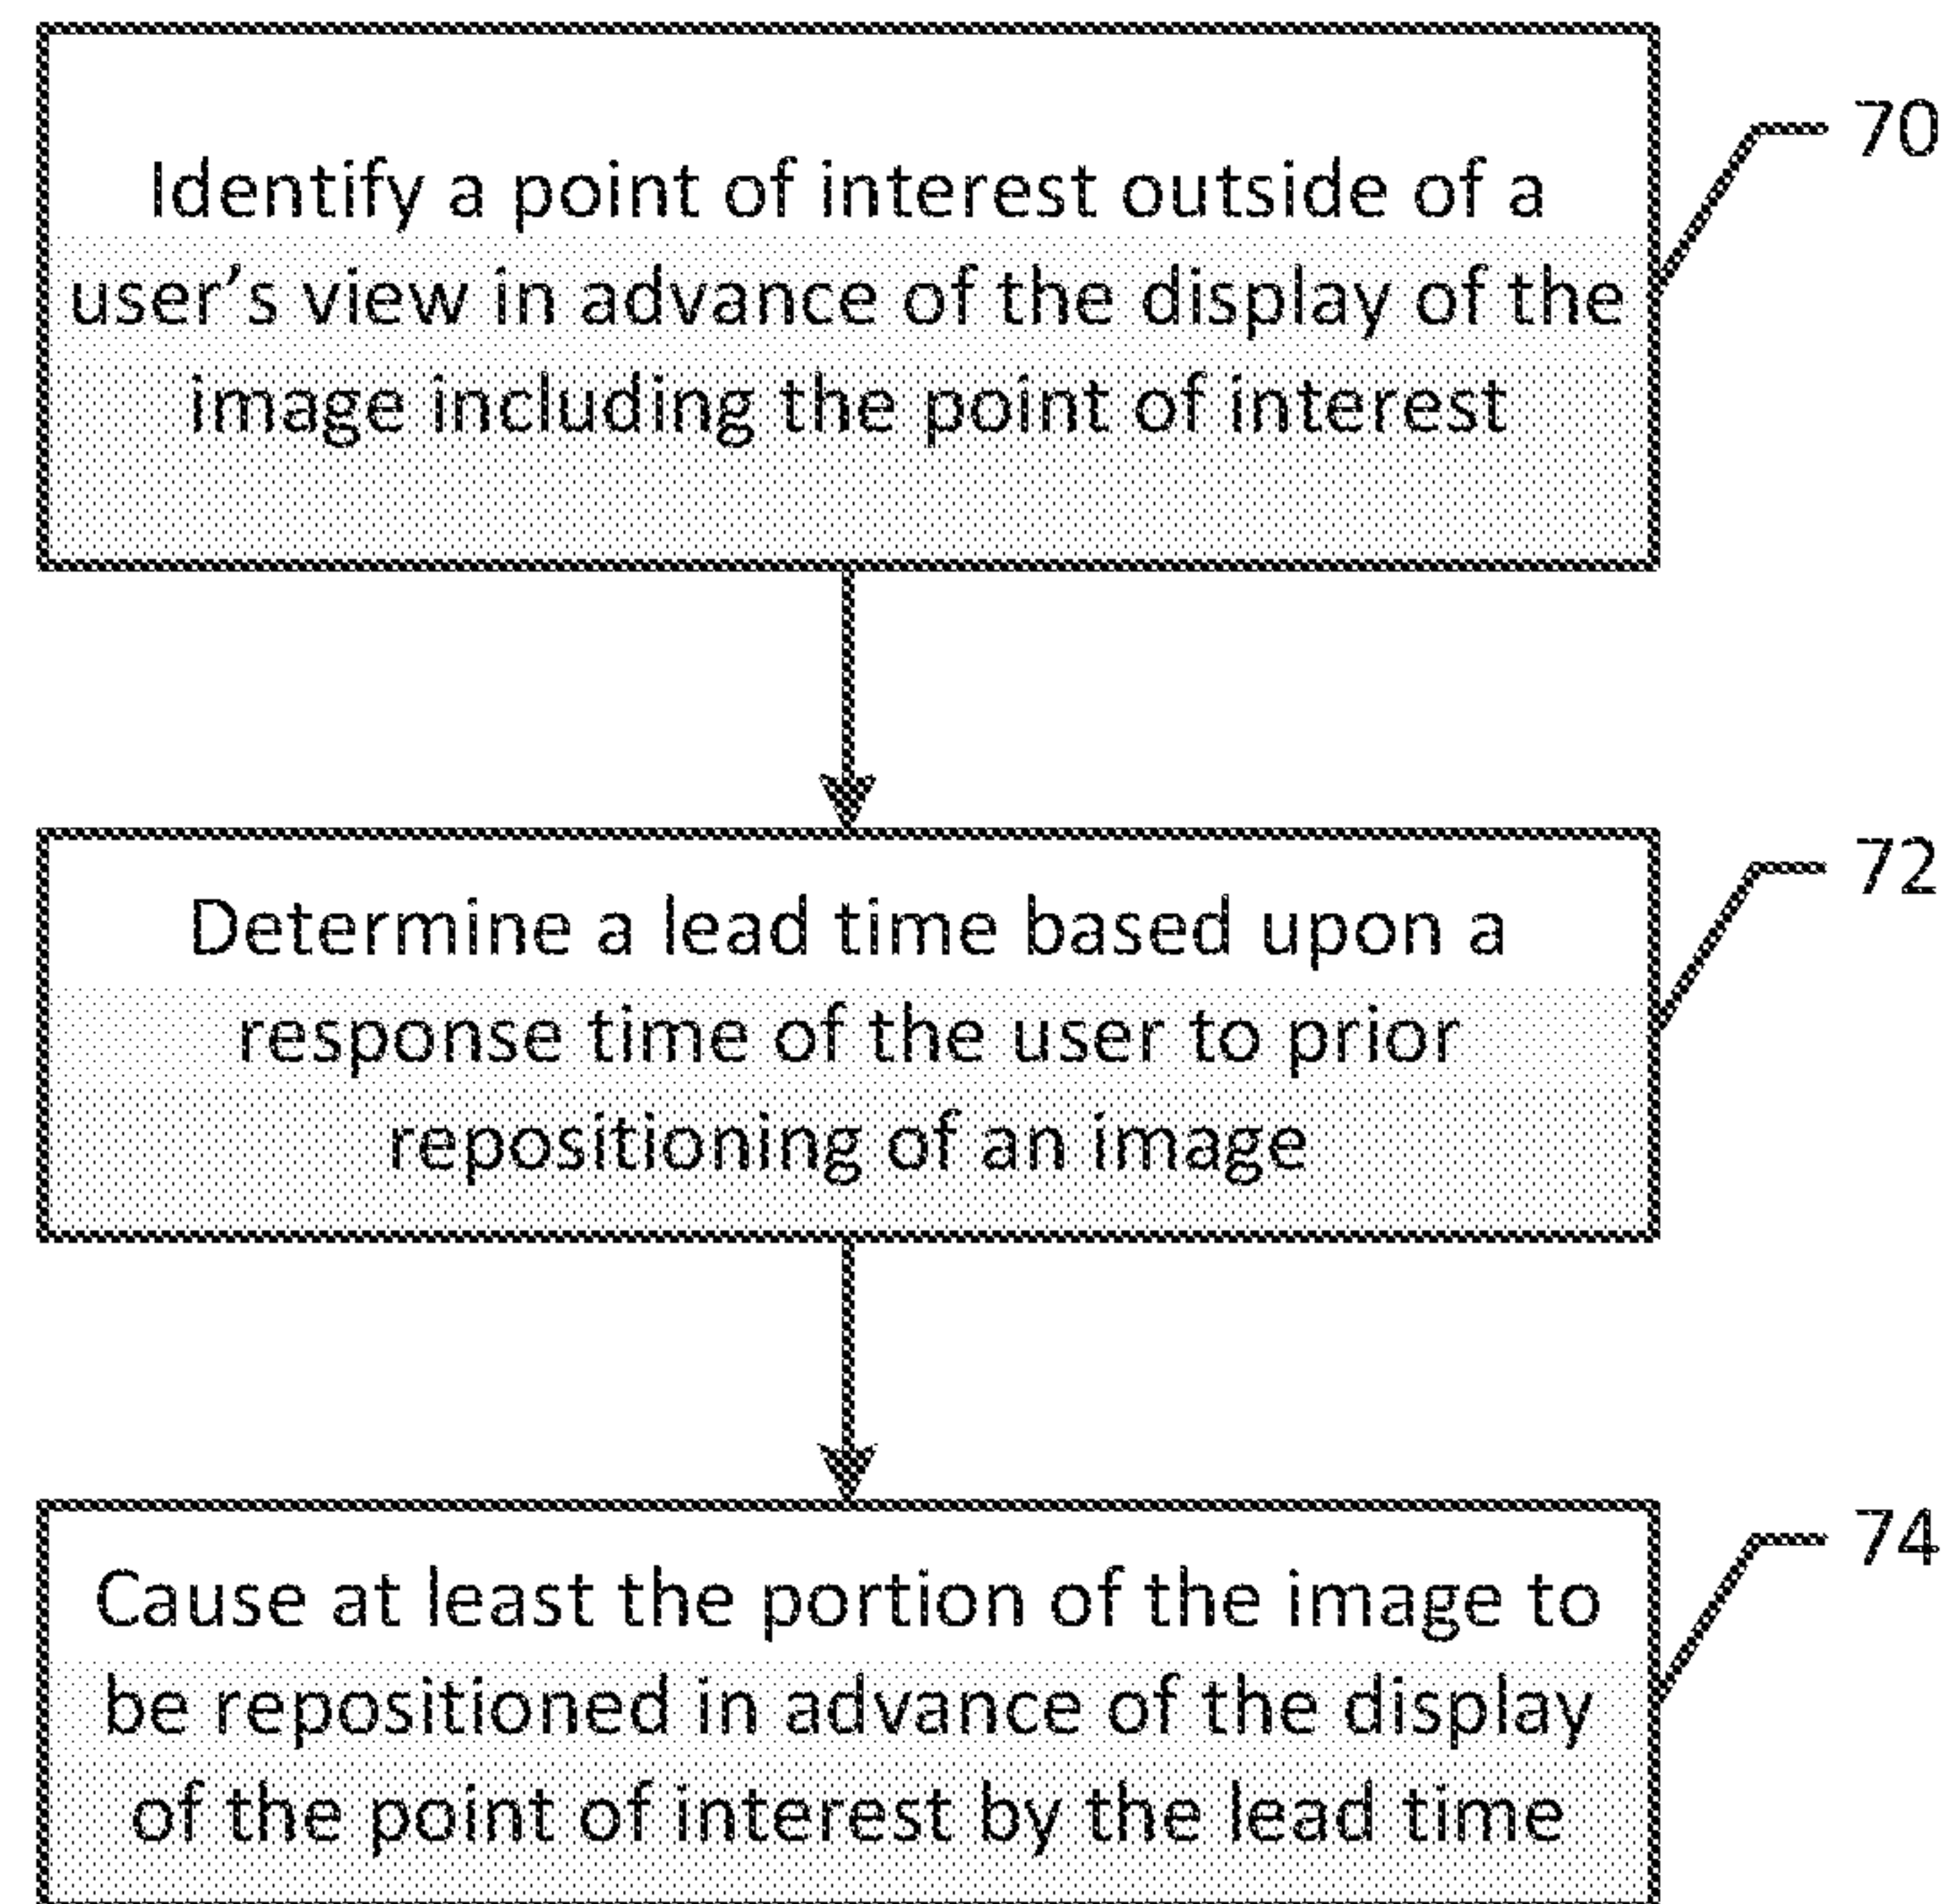 Identify a point of interest outside of a
user’s view in advance of the display of the
image including the point of interest
70
Determine a lead time based upon a
response time of the user to prior
repositioning of an image
72
Cause at least the portion of the image to
be repositioned in advance of the display
of the point of interest by the lead time
74